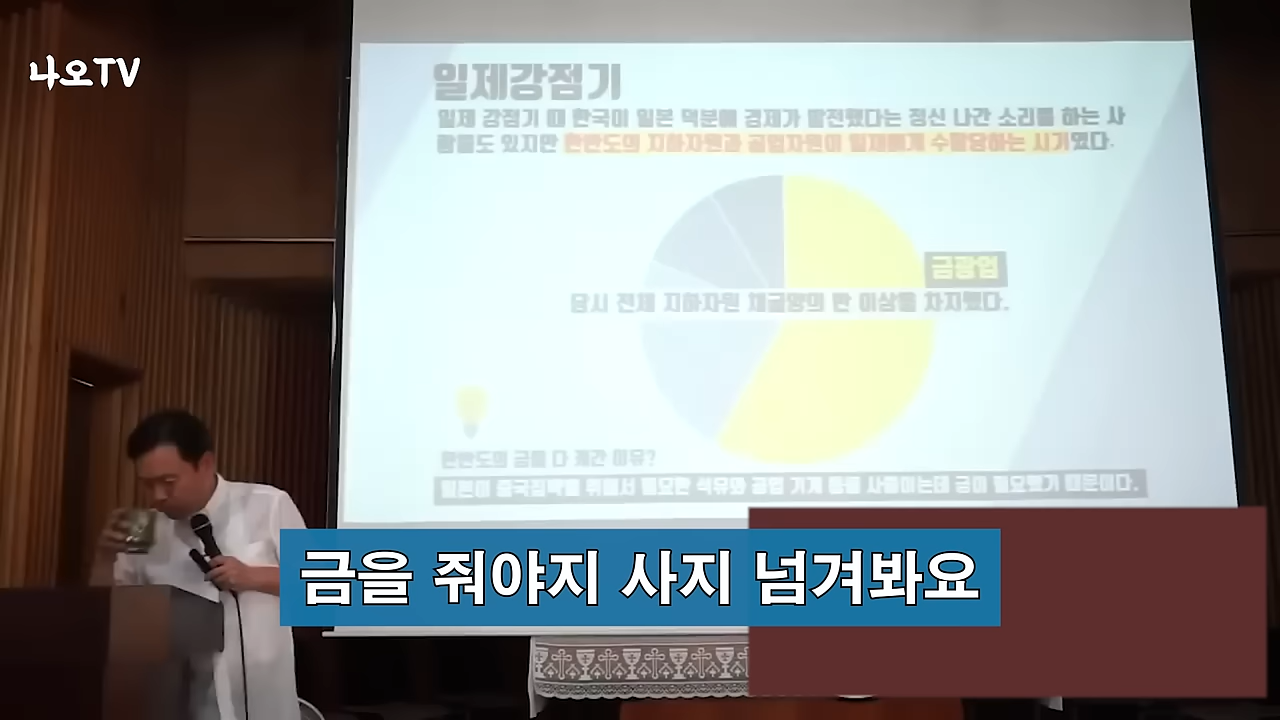 나오TV
일제강점기
일제 강점기 때 한국이 일본 덕분에 경제가 발전했다는 정신 나간 소리를 하는 사
람들도 있지만 한반도의 지하자원과 공업자원이 일제에게 수탈당하는 시기였다.
금광업
당시 전체 지하자원 채굴양의 반 이상을 차지했다.
한반도의 금을 다 캐간 이유?
일본이 중국침략을 위해서 필요한 석유와 공업 기계 등을 사들이는데 금이 필요했기 때문이다.
금을 줘야지 사지 넘겨봐요